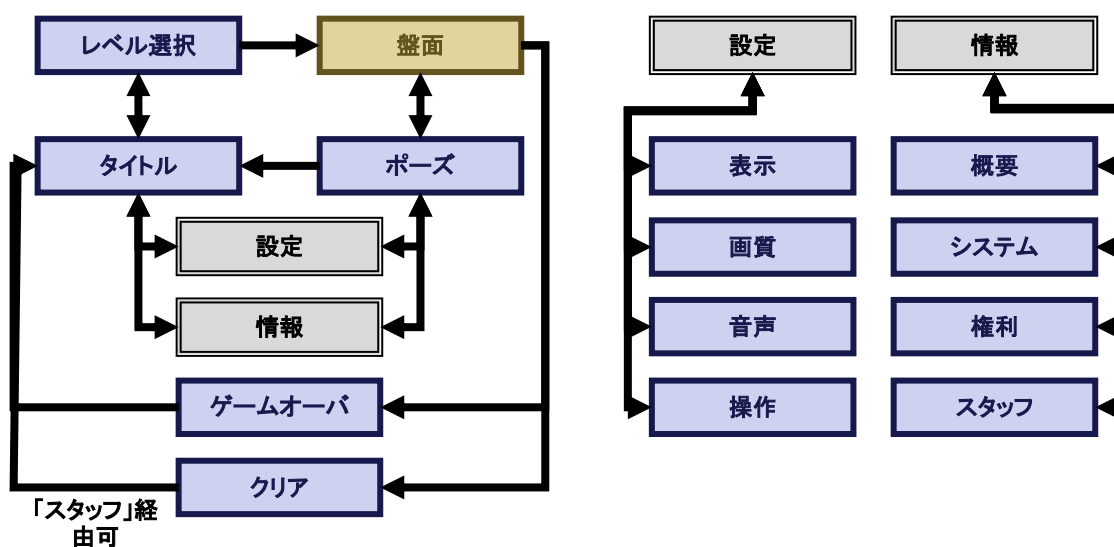 レベル選択
盤面
タイトル
ポーズ
設定
情報
ゲームオーバ
クリア
「スタッフ」経
由可
設定
表示
画質
音声
操作
情報
概要
システム
権利
スタッフ